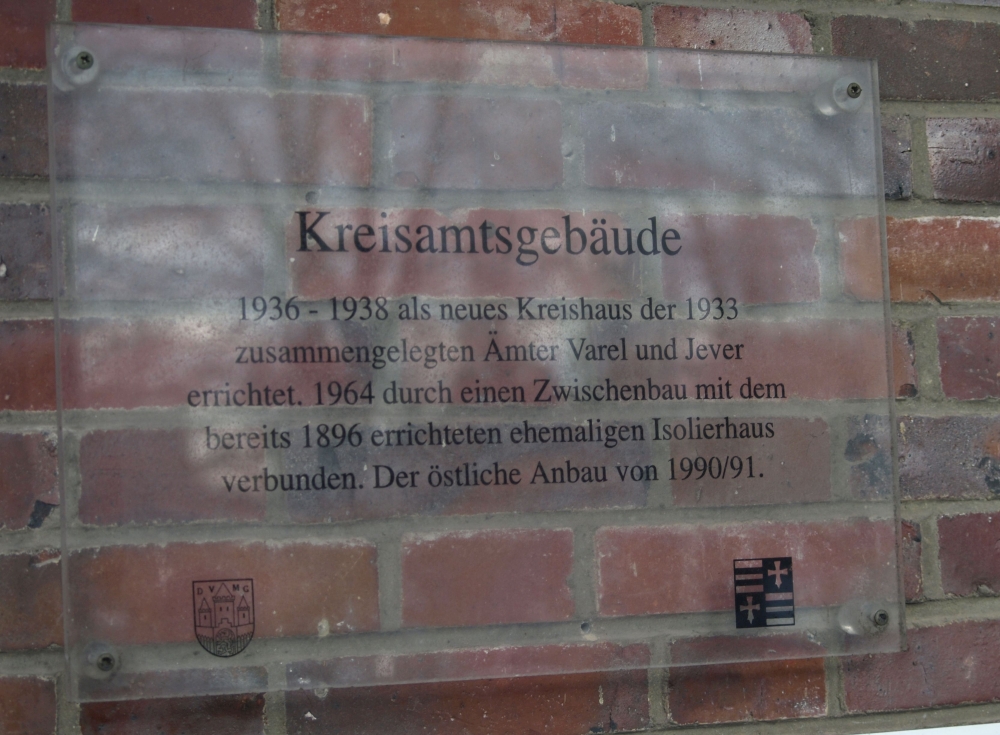 Kreisamtsgebäude
1936 - 1938 als neues Kreishaus der 1933
zusammengelegten Ämter Varel und Jever
errichtet. 1964 durch einen Zwischenbau mit dem
bereits 1896 errichteten ehemaligen Isolierhaus
verbunden. Der östliche Anbau von 1990/91.
D V M G